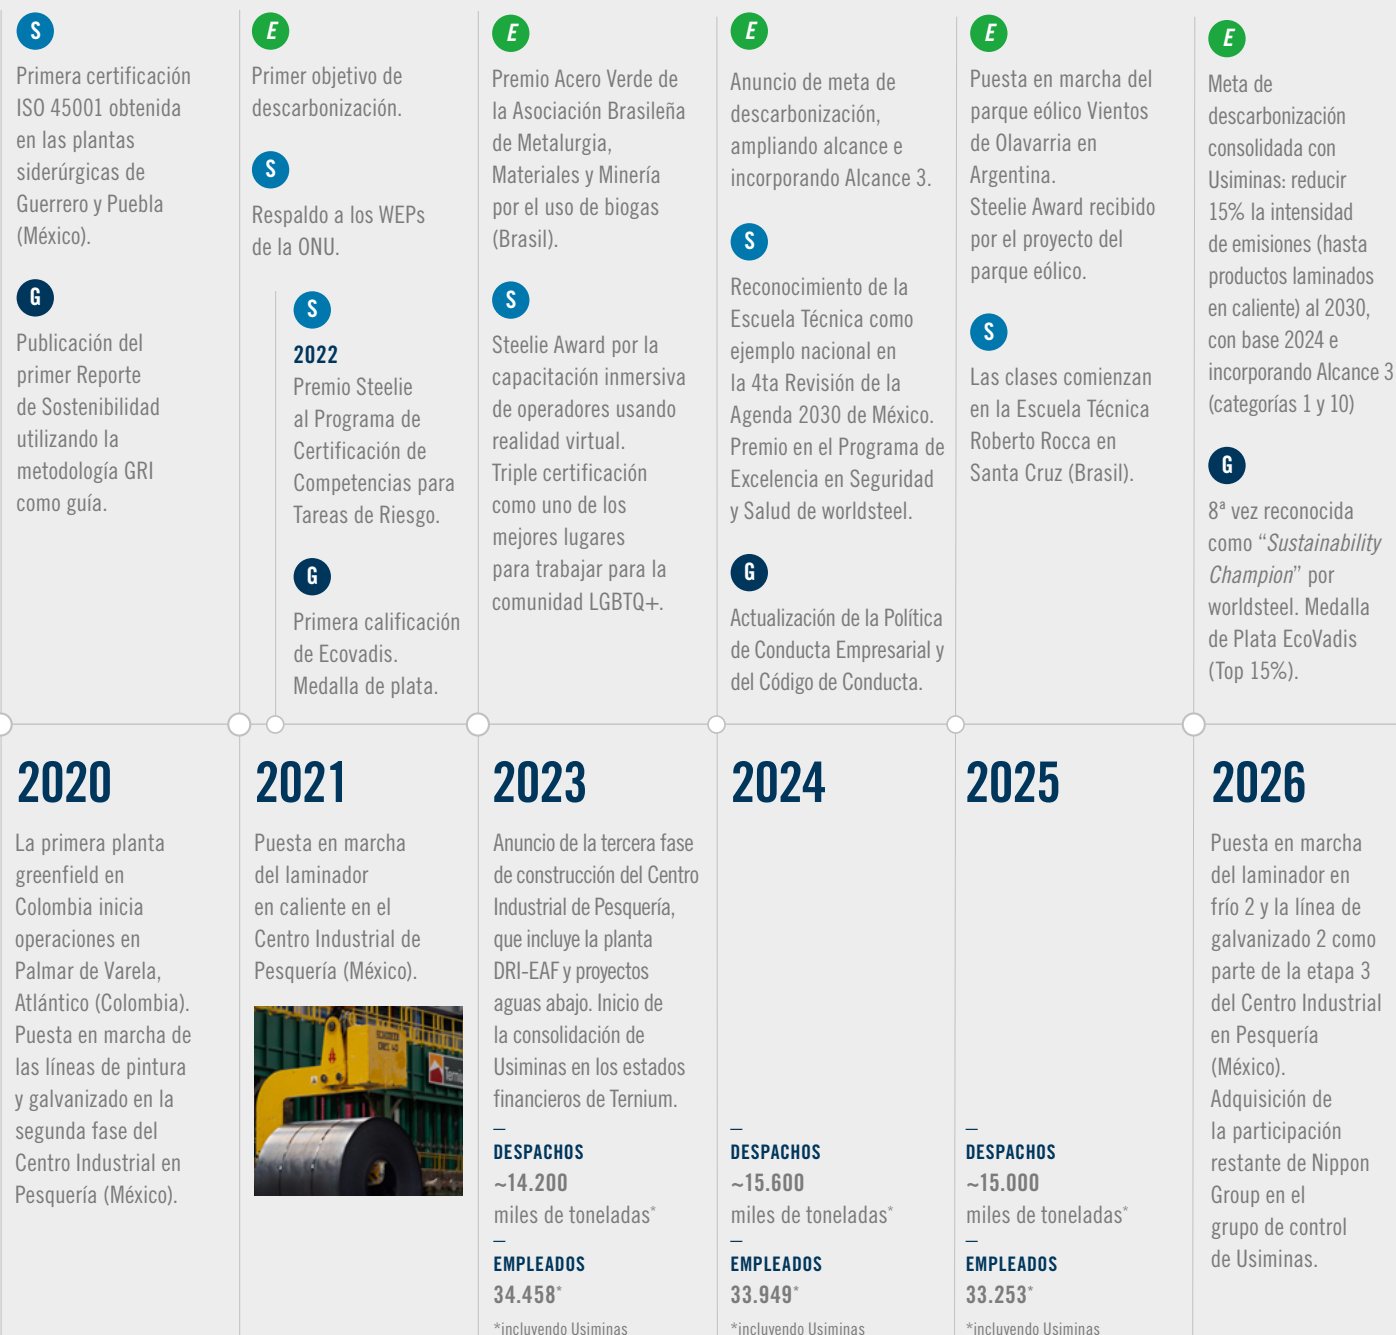 S
Primera certificación
ISO 45001 obtenida
en las plantas
siderúrgicas de
Guerrero y Puebla
(México).
G
Publicación del
primer Reporte
de Sostenibilidad
utilizando la
metodología GRI
como guía.
2020
La primera planta
greenfield en
Colombia inicia
operaciones en
Palmar de Varela,
Atlántico (Colombia).
Puesta en marcha de
las líneas de pintura
y galvanizado en la
segunda fase del
Centro Industrial en
Pesquería (México).
E
Primer objetivo de
descarbonización.
S
Respaldo a los WEPs
de la ONU.
S
2022
Premio Steelie
al Programa de
Certificación de
Competencias para
Tareas de Riesgo.
G
Primera calificación
de Ecovadis.
Medalla de plata.
2021
Puesta en marcha
del laminador
en caliente en el
Centro Industrial de
Pesquería (México).
E
Premio Acero Verde de
la Asociación Brasileña
de Metalurgia,
Materiales y Minería
por el uso de biogas
(Brasil).
S
Steelie Award por la
capacitación inmersiva
de operadores usando
realidad virtual.
Triple certificación
como uno de los
mejores lugares
para trabajar para la
comunidad LGBTQ+.
2023
Anuncio de la tercera fase
de construcción del Centro
Industrial de Pesquería,
que incluye la planta
DRI-EAF y proyectos
aguas abajo. Inicio de
la consolidación de
Usiminas en los estados
financieros de Ternium.
–
DESPACHOS
~14.200
miles de toneladas*
–
EMPLEADOS
34.458*
*incluyendo Usiminas
E
Anuncio de meta de
descarbonización,
ampliando alcance e
incorporando Alcance 3.
S
Reconocimiento de la
Escuela Técnica como
ejemplo nacional en
la 4ta Revisión de la
Agenda 2030 de México.
Premio en el Programa de
Excelencia en Seguridad
y Salud de worldsteel.
G
Actualización de la Política
de Conducta Empresarial y
del Código de Conducta.
2024
–
DESPACHOS
~15.600
miles de toneladas*
–
EMPLEADOS
33.949*
*incluyendo Usiminas
E
Puesta en marcha del
parque eólico Vientos
de Olavarria en
Argentina.
Steelie Award recibido
por el proyecto del
parque eólico.
S
Las clases comienzan
en la Escuela Técnica
Roberto Rocca en
Santa Cruz (Brasil).
2025
–
DESPACHOS
~15.000
miles de toneladas*
–
EMPLEADOS
33.253*
*incluyendo Usiminas
E
Meta de
descarbonización
consolidada con
Usiminas: reducir
15% la intensidad
de emisiones (hasta
productos laminados
en caliente) al 2030,
con base 2024 e
incorporando Alcance 3
(categorías 1 y 10)
G
8ª vez reconocida
como “Sustainability
Champion” por
worldsteel. Medalla
de Plata EcoVadis
(Top 15%).
2026
Puesta en marcha
del laminador en
frío 2 y la línea de
galvanizado 2 como
parte de la etapa 3
del Centro Industrial
en Pesquería
(México).
Adquisición de
la participación
restante de Nippon
Group en el
grupo de control
de Usiminas.